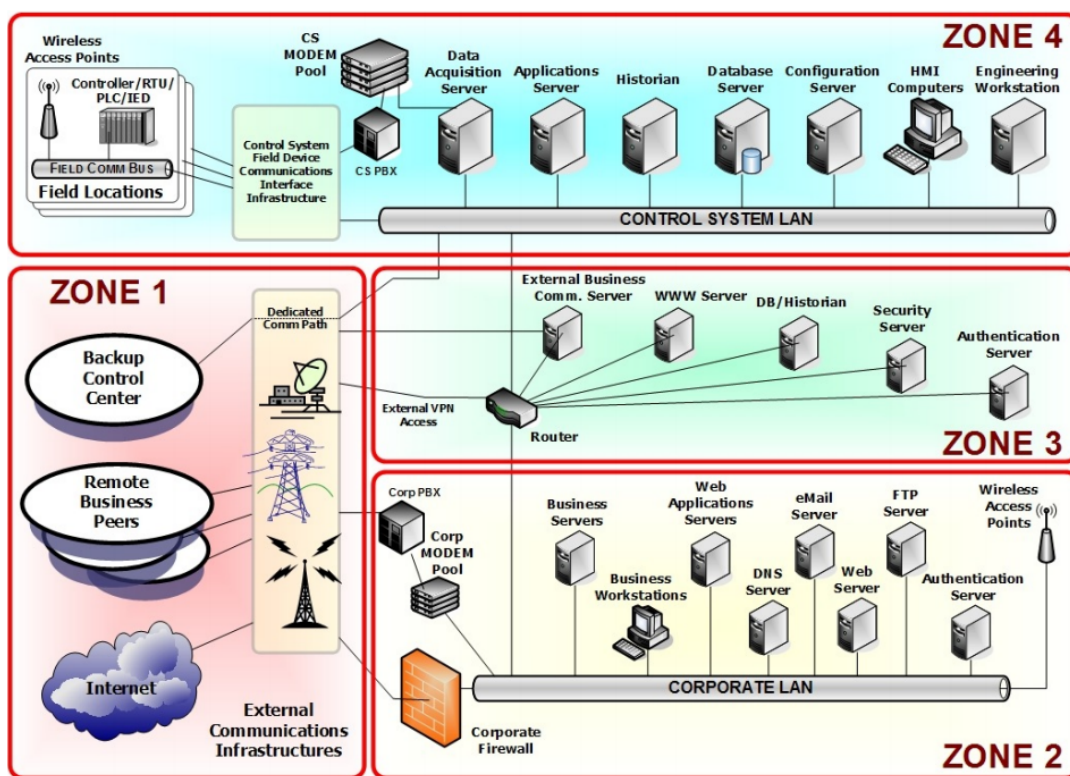 ZONE 4
Wireless
Access Points
Controller/RTU/
PLC/IED
FIELD COMM BUS
Field Locations
Control System
Field Device
Communications
Interface
Infrastructure
CS
MODEM
Pool
CS PBX
Data
Acquisition
Server
Applications
Server
Historian
Database
Server
Configuration
Server
HMI
Computers
Engineering
Workstation
CONTROL SYSTEM LAN
ZONE 1
Backup
Control
Center
Remote
Business
Peers
Internet
Dedicated
Comm Path
External
Communications
Infrastructures
External Business
Comm. Server
WWW Server
DB/Historian
Security
Server
Authentication
Server
External VPN
Access
Router
ZONE 3
Corp PBX
Corp
MODEM
Pool
Corporate
Firewall
Business
Servers
Business
Workstations
Web
Applications
Servers
DNS
Server
eMail
Server
Web
Server
FTP
Server
Authentication
Server
Wireless
Access
Points
CORPORATE LAN
ZONE 2